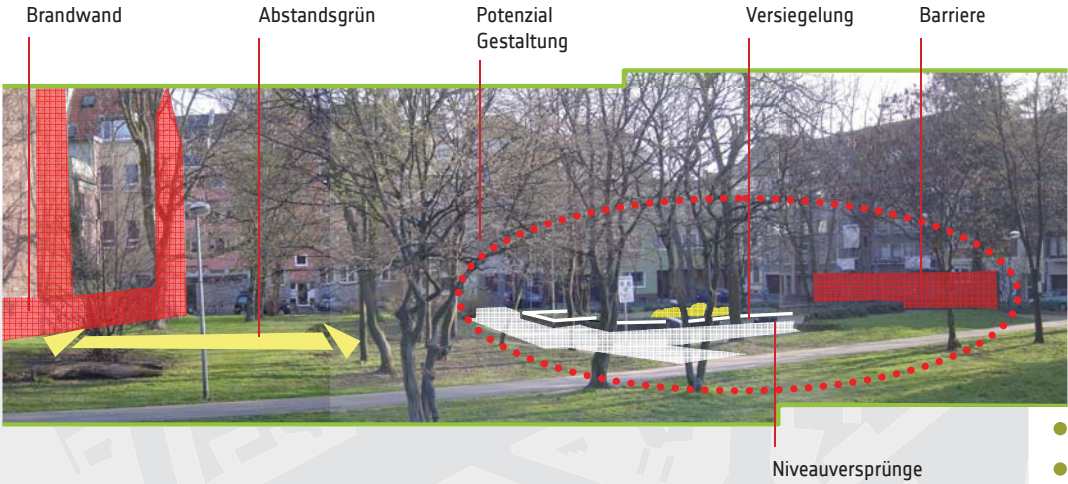 Brandwand
Abstandsgrün
Potenzial
Gestaltung
Versiegelung
Barriere
Niveauversprünge